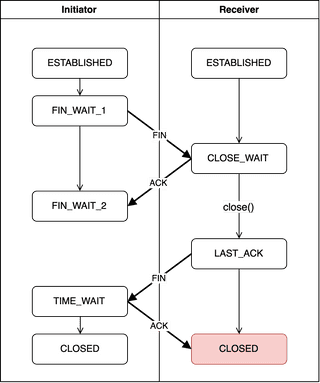 Initiator
Receiver
ESTABLISHED
ESTABLISHED
FIN_WAIT_1
FIN
CLOSE_WAIT
ACK
FIN_WAIT_2
close()
LAST_ACK
FIN
TIME_WAIT
ACK
CLOSED
CLOSED